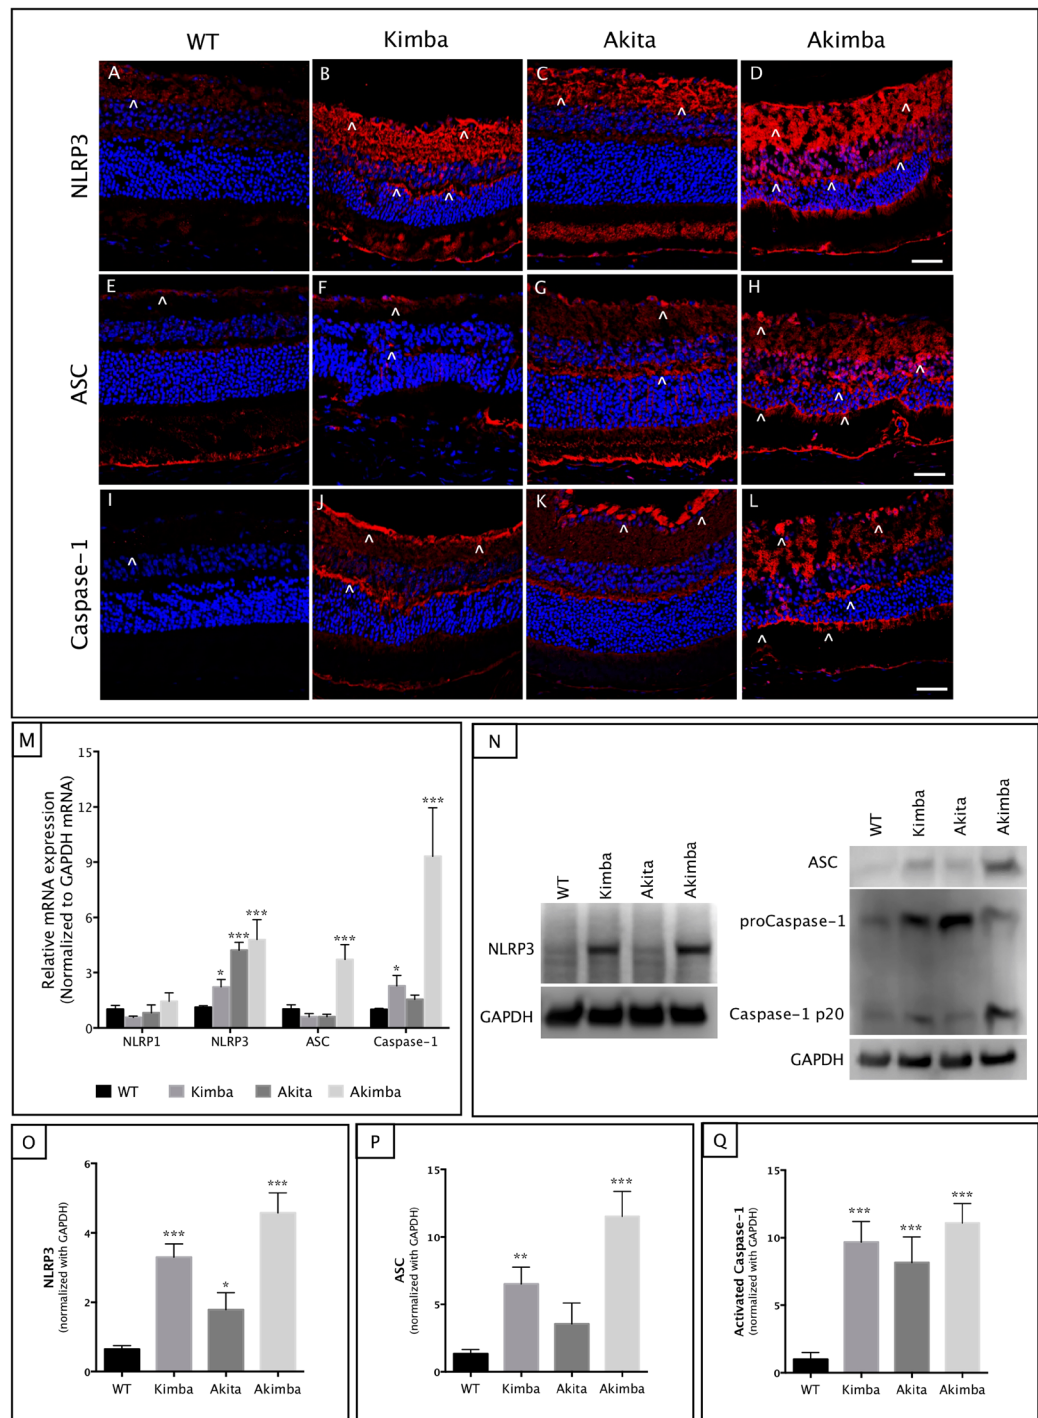 WT Kimba Akita Akimba
NLRP3
A ^
B ^ ^ ^ ^
C ^ ^
D ^ ^ ^ ^ ^
ASC
E ^
F ^ ^
G ^ ^
H ^ ^ ^ ^
Caspase-1
I ^
J ^ ^ ^
K ^ ^
L ^ ^ ^ ^ ^
M
Relative mRNA expression
(Normalized to GAPDH mRNA)
15
12
9
6
3
0
* *** ***
***
* ***
NLRP1 NLRP3 ASC Caspase-1
WT Kimba Akita Akimba
N
WT Kimba Akita Akimba
NLRP3
GAPDH
WT Kimba Akita Akimba
ASC
proCaspase-1
Caspase-1 p20
GAPDH
O
NLRP3
(normalized with GAPDH)
6
4
2
0
*** * ***
WT Kimba Akita Akimba
P
ASC
(normalized with GAPDH)
15
10
5
0
** ***
WT Kimba Akita Akimba
Q
Activated Caspase-1
(normalized with GAPDH)
15
10
5
0
*** *** ***
WT Kimba Akita Akimba